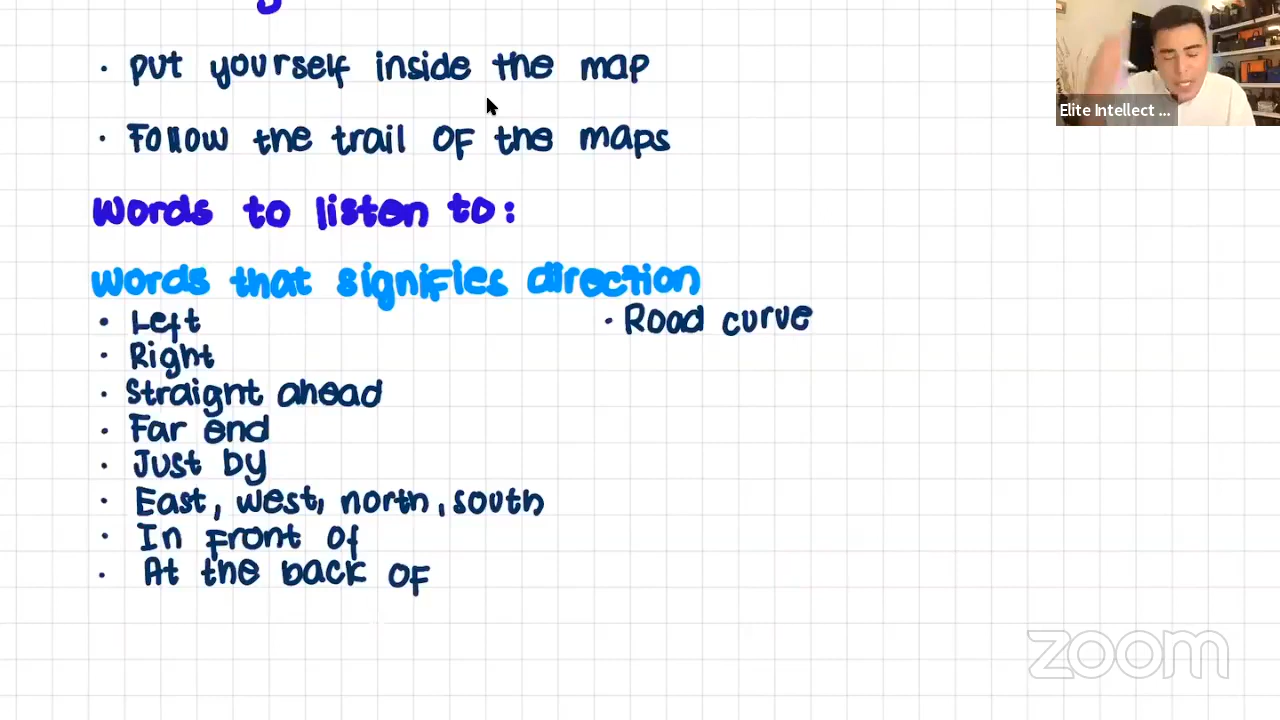 • Put yourself inside the map
• Follow the trail of the maps
Words to listen to:
Words that signifies direction
• Left
• Right
• Straight ahead
• Far end
• Just by
• East, west, north, south
• In front of
• At the back of
• Road curve
Elite Intellect ...
zoom